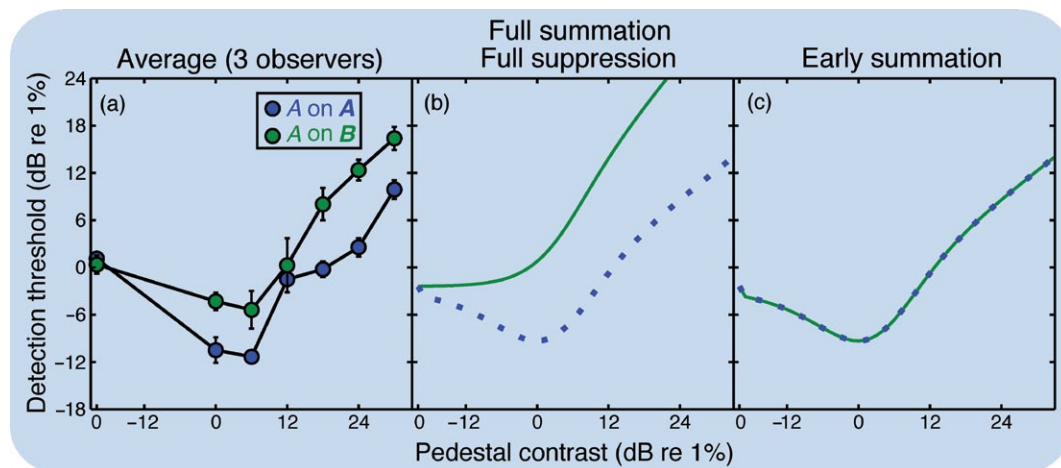 Full summation
Average (3 observers) Full suppression Early summation
(a) (b) (c)
A on A
A on B
Detection threshold (dB re 1%)
24
18
12
6
0
−6
−12
−18
0 −12 0 12 24 0 −12 0 12 24 0 −12 0 12 24
Pedestal contrast (dB re 1%)